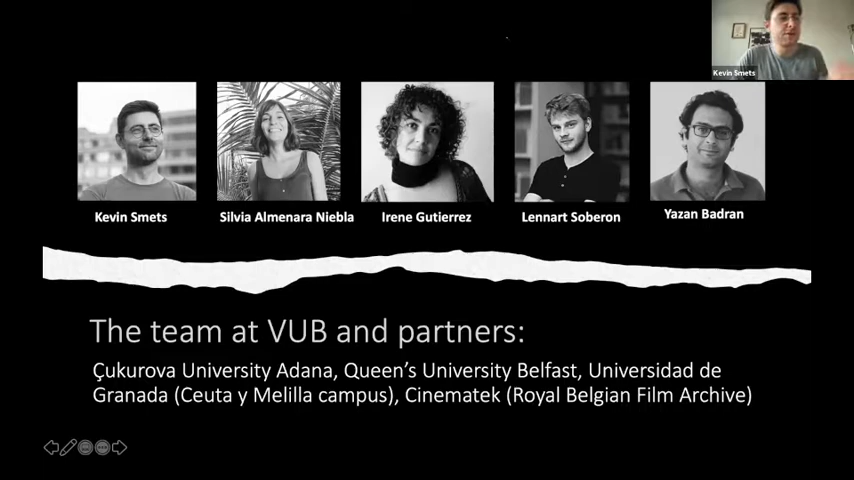 Kevin Smets
Kevin Smets
Silvia Almenara Niebla
Irene Gutierrez
Lennart Soberon
Yazan Badran
The team at VUB and partners:
Çukurova University Adana, Queen's University Belfast, Universidad de
Granada (Ceuta y Melilla campus), Cinematek (Royal Belgian Film Archive)